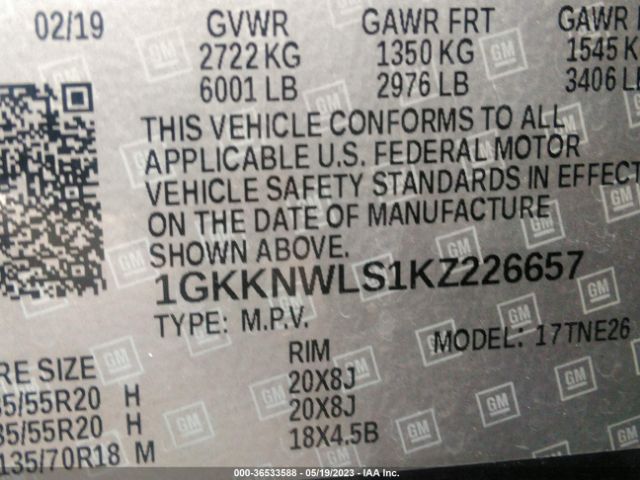 02/19 GVWR GAWR FRT GAWR
2722 KG 1350 KG 1545 K
6001 LB 2976 LB 3406 LB
THIS VEHICLE CONFORMS TO ALL
APPLICABLE U.S. FEDERAL MOTOR
VEHICLE SAFETY STANDARDS IN EFFECT
ON THE DATE OF MANUFACTURE
SHOWN ABOVE.
1GKKNWLS1KZ226657
TYPE: M.P.V. MODEL: 17TNE26
RE SIZE RIM
35/55R20 H 20X8J
35/55R20 H 20X8J
135/70R18 M 18X4.5B
GM
000-36533588 - 05/19/2023 - IAA Inc.